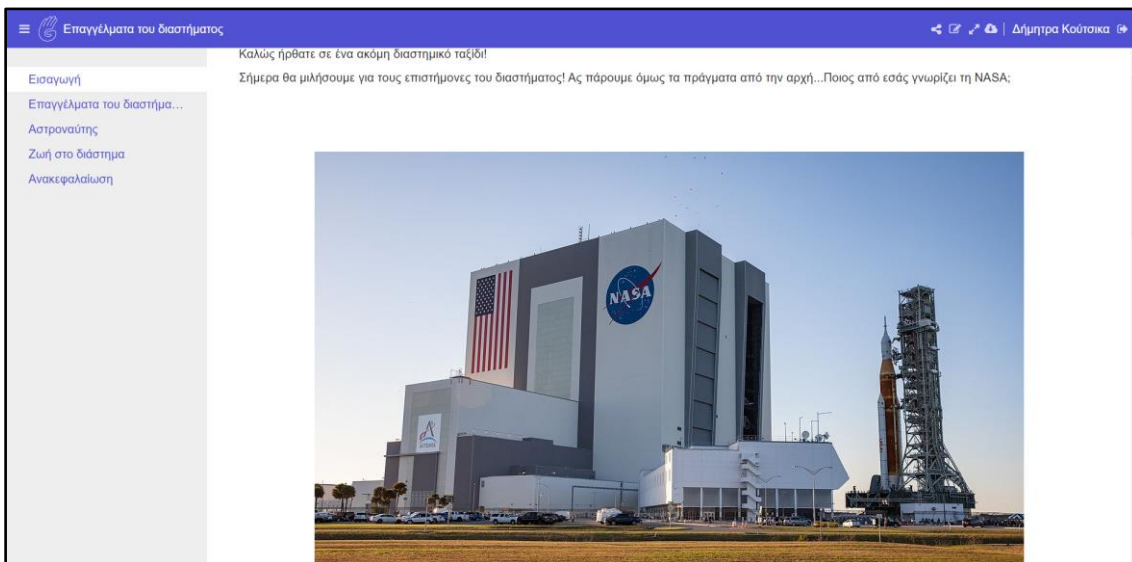 Επαγγέλματα του διαστήματος
Δήμητρα Κούτσικα
Εισαγωγή
Επαγγέλματα του διαστήμα...
Αστροναύτης
Ζωή στο διάστημα
Ανακεφαλαίωση
Καλώς ήρθατε σε ένα ακόμη διαστημικό ταξίδι!
Σήμερα θα μιλήσουμε για τους επιστήμονες του διαστήματος! Ας πάρουμε όμως τα πράγματα από την αρχή...Ποιος από εσάς γνωρίζει τη NASA;
NASA
ARTEMIS